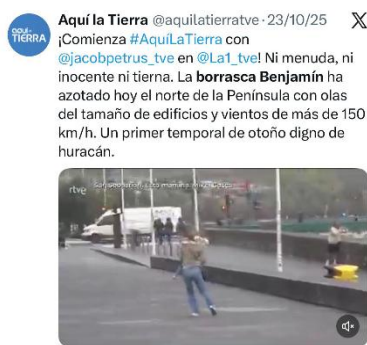 Aquí la Tierra @aquilatierratve · 23/10/25
aquí la
TIERRA
¡Comienza #AquíLaTierra con
@jacobpetrus_tve en @La1_tve! Ni menuda, ni
inocente ni tierna. La borrasca Benjamín ha
azotado hoy el norte de la Península con olas
del tamaño de edificios y vientos de más de 150
km/h. Un primer temporal de otoño digno de
huracán.
rtve